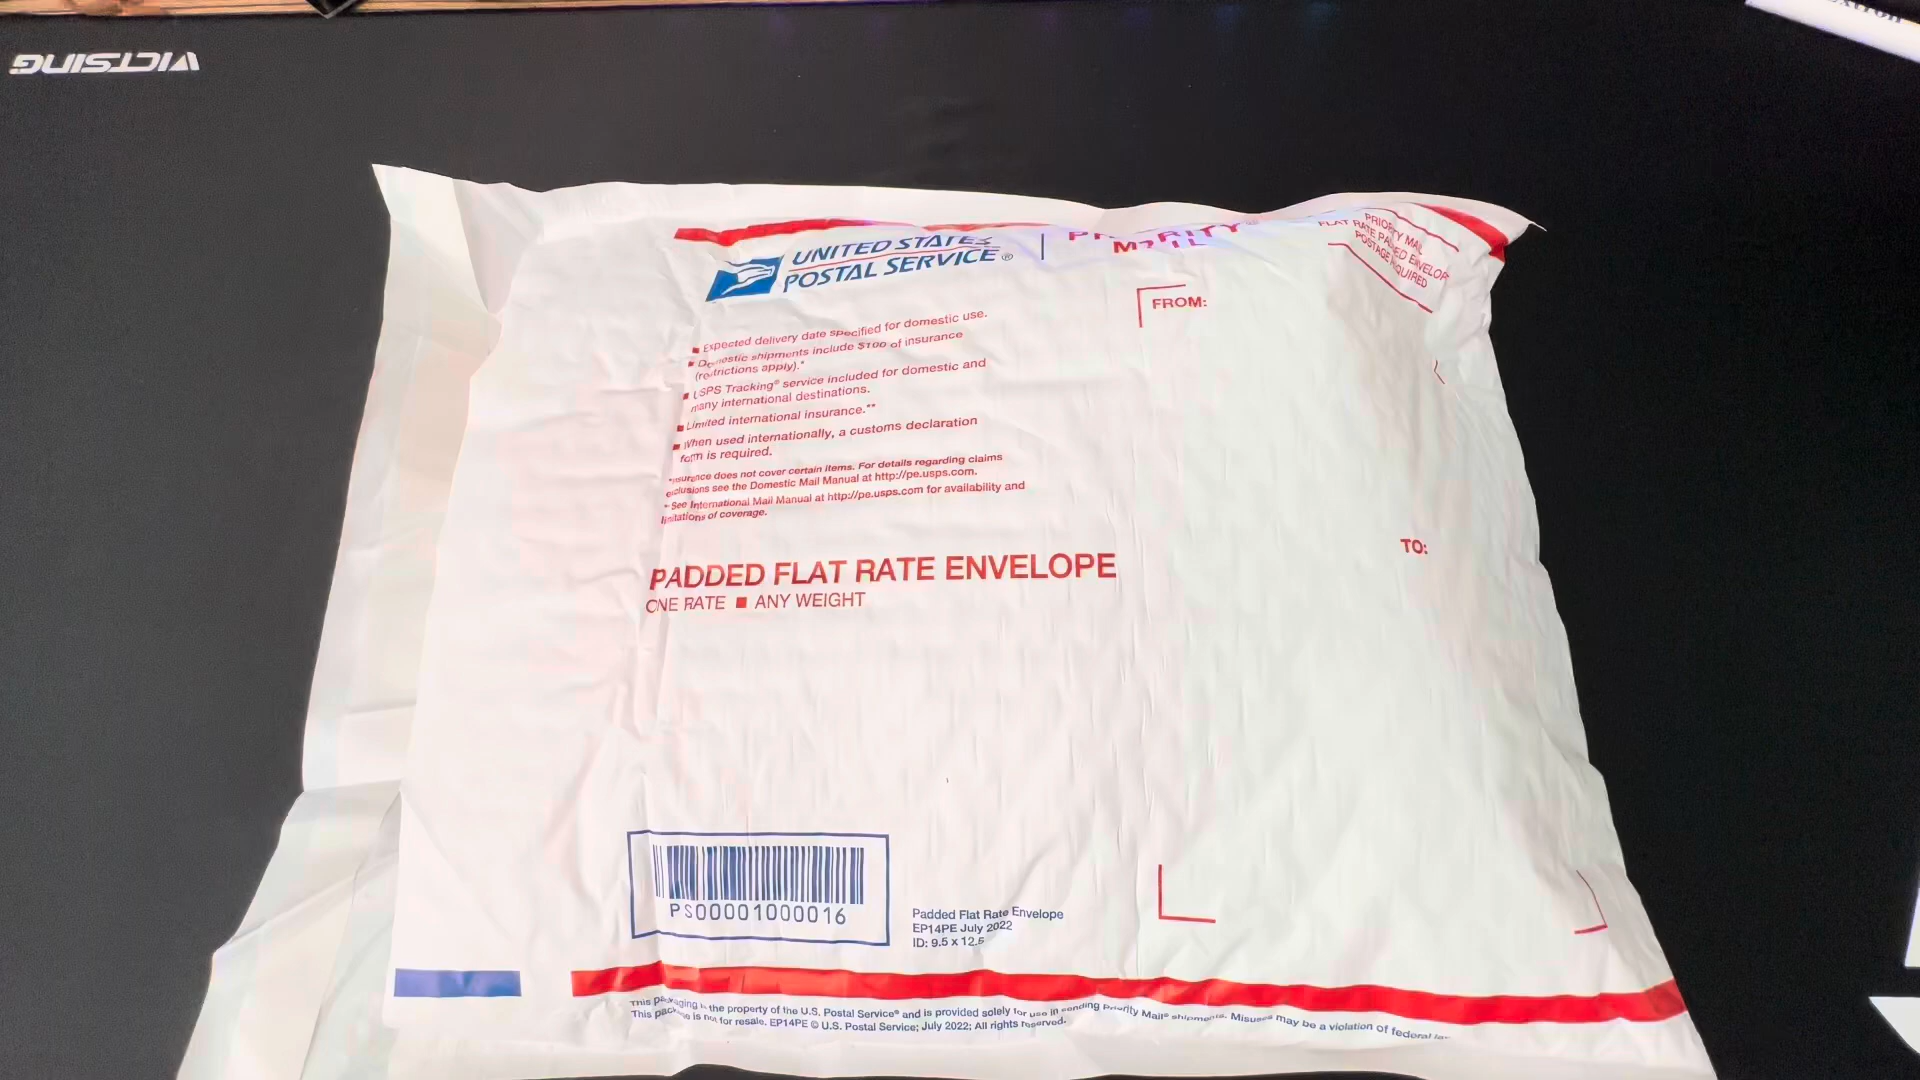 VICTSING
UNITED STATES
POSTAL SERVICE®
PRIORITY®
MAIL
PRIORITY MAIL
FLAT RATE PADDED ENVELOPE
POSTAGE REQUIRED
FROM:
■ Expected delivery date specified for domestic use.
■ Domestic shipments include $100 of insurance
(restrictions apply).*
■ USPS Tracking® service included for domestic and
many international destinations.
■ Limited international insurance.**
■ When used internally, a customs declaration
form is required.
*Insurance does not cover certain items. For details regarding claims
exclusions see the Domestic Mail Manual at http://pe.usps.com.
**See International Mail Manual at http://pe.usps.com for availability and
limitations of coverage.
TO:
PADDED FLAT RATE ENVELOPE
ONE RATE ■ ANY WEIGHT
PS00001000016
Padded Flat Rate Envelope
EP14PE July 2022
ID: 9.5 x 12.5
This packaging is the property of the U.S. Postal Service® and is provided solely for use in sending Priority Mail® shipments. Misuses may be a violation of federal law.
This package is not for resale. EP14PE © U.S. Postal Service; July 2022; All rights reserved.